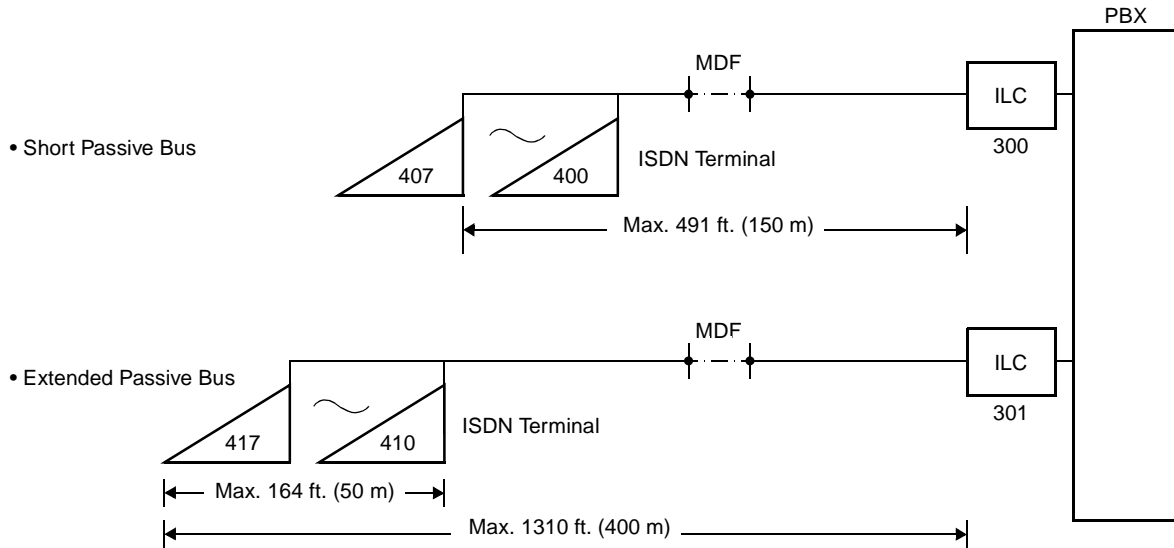 PBX
MDF
ILC
300
• Short Passive Bus
407
400
ISDN Terminal
Max. 491 ft. (150 m)
MDF
ILC
301
• Extended Passive Bus
417
410
ISDN Terminal
Max. 164 ft. (50 m)
Max. 1310 ft. (400 m)